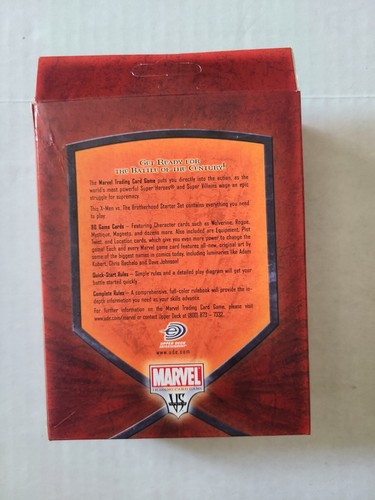 GET READY FOR
THE BATTLE OF THE CENTURY!
The Marvel Trading Card Game puts you directly into the action, as the
world's most powerful Super Heroes® and Super Villains wage an epic
struggle for supremacy.
This X-Men vs. The Brotherhood Starter Set contains everything you need
to play
60 Game Cards – Featuring Character cards such as Wolverine, Rogue,
Mystique, Magneto, and dozens more. Also included are Equipment, Plot
Twist, and Location cards, which give you even more power to change the
game! Each and every Marvel game card features all-new, original art by
some of the biggest names in comics today, including luminaries like Adam
Kubert, Chris Bachalo and Dave Johnson!
Quick-Start Rules – Simple rules and a detailed play diagram will get your
battle started quickly.
Complete Rules – A comprehensive, full-color rulebook will provide the in-
depth information you need as your skills advance.
For further information on the Marvel Trading Card Game, please visit
www.ude.com/marvel or contact Upper Deck at (800) 873 – 7332.
UPPER DECK
ENTERTAINMENT
www.ude.com
MARVEL
TRADING CARD GAME
VS